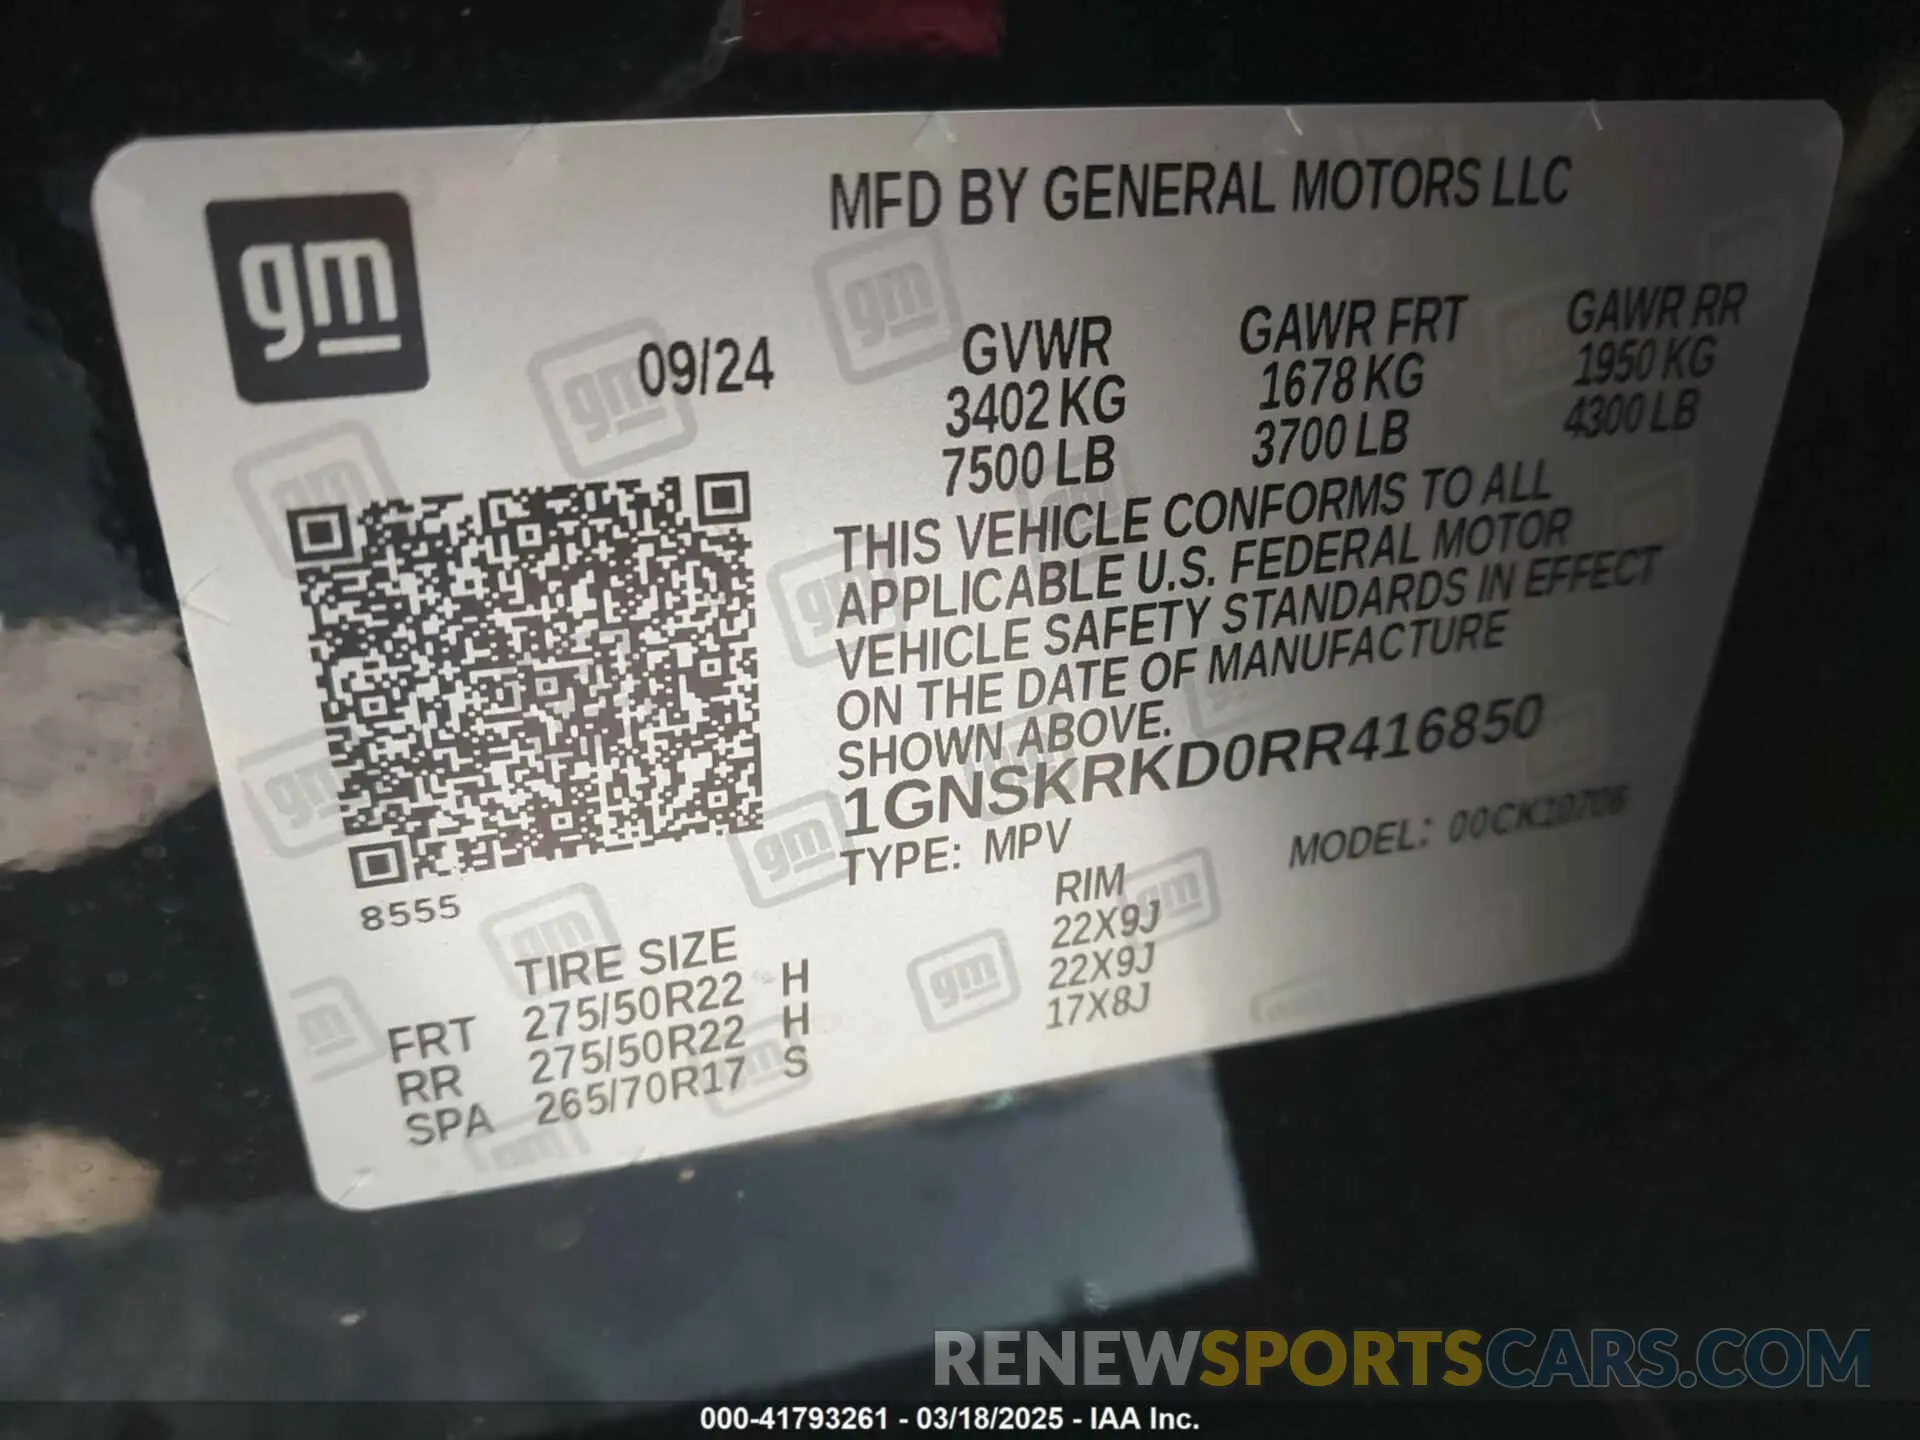 gm
MFD BY GENERAL MOTORS LLC
09/24
GVWR GAWR FRT GAWR RR
3402 KG 1678 KG 1950 KG
7500 LB 3700 LB 4300 LB
THIS VEHICLE CONFORMS TO ALL
APPLICABLE U.S. FEDERAL MOTOR
VEHICLE SAFETY STANDARDS IN EFFECT
ON THE DATE OF MANUFACTURE
SHOWN ABOVE.
1GNSKRKD0RR416850
TYPE: MPV MODEL: 00CK10706
8555
TIRE SIZE RIM
FRT 275/50R22 H 22X9J
RR 275/50R22 H 22X9J
SPA 265/70R17 S 17X8J
RENEWSPORTSCARS.COM
000-41793261 - 03/18/2025 - IAA Inc.